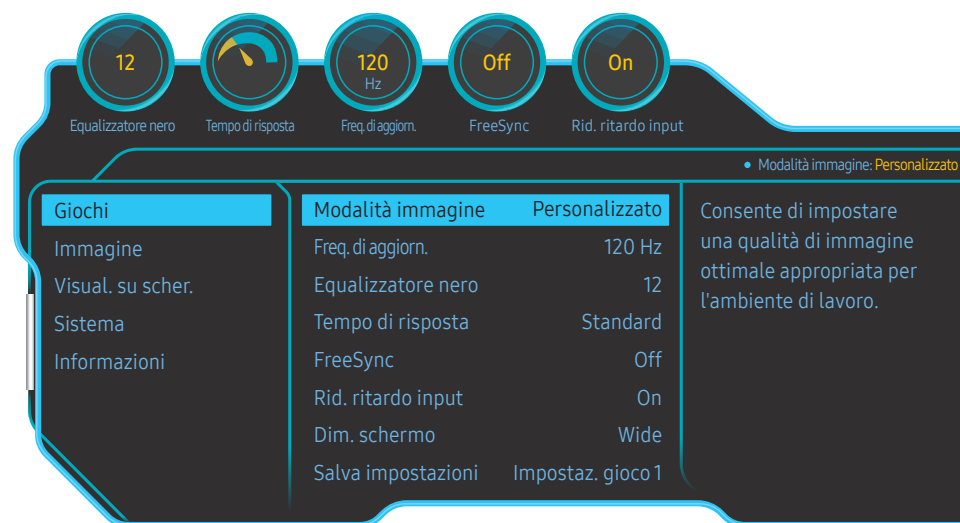 12
120
Hz
Off
On
Equalizzatore nero
Tempo di risposta
Freq. di aggiorn.
FreeSync
Rid. ritardo input
Modalità immagine: Personalizzato
Giochi
Immagine
Visual. su scher.
Sistema
Informazioni
Modalità immagine Personalizzato
Freq. di aggiorn. 120 Hz
Equalizzatore nero 12
Tempo di risposta Standard
FreeSync Off
Rid. ritardo input On
Dim. schermo Wide
Salva impostazioni Impostaz. gioco 1
Consente di impostare
una qualità di immagine
ottimale appropriata per
l'ambiente di lavoro.